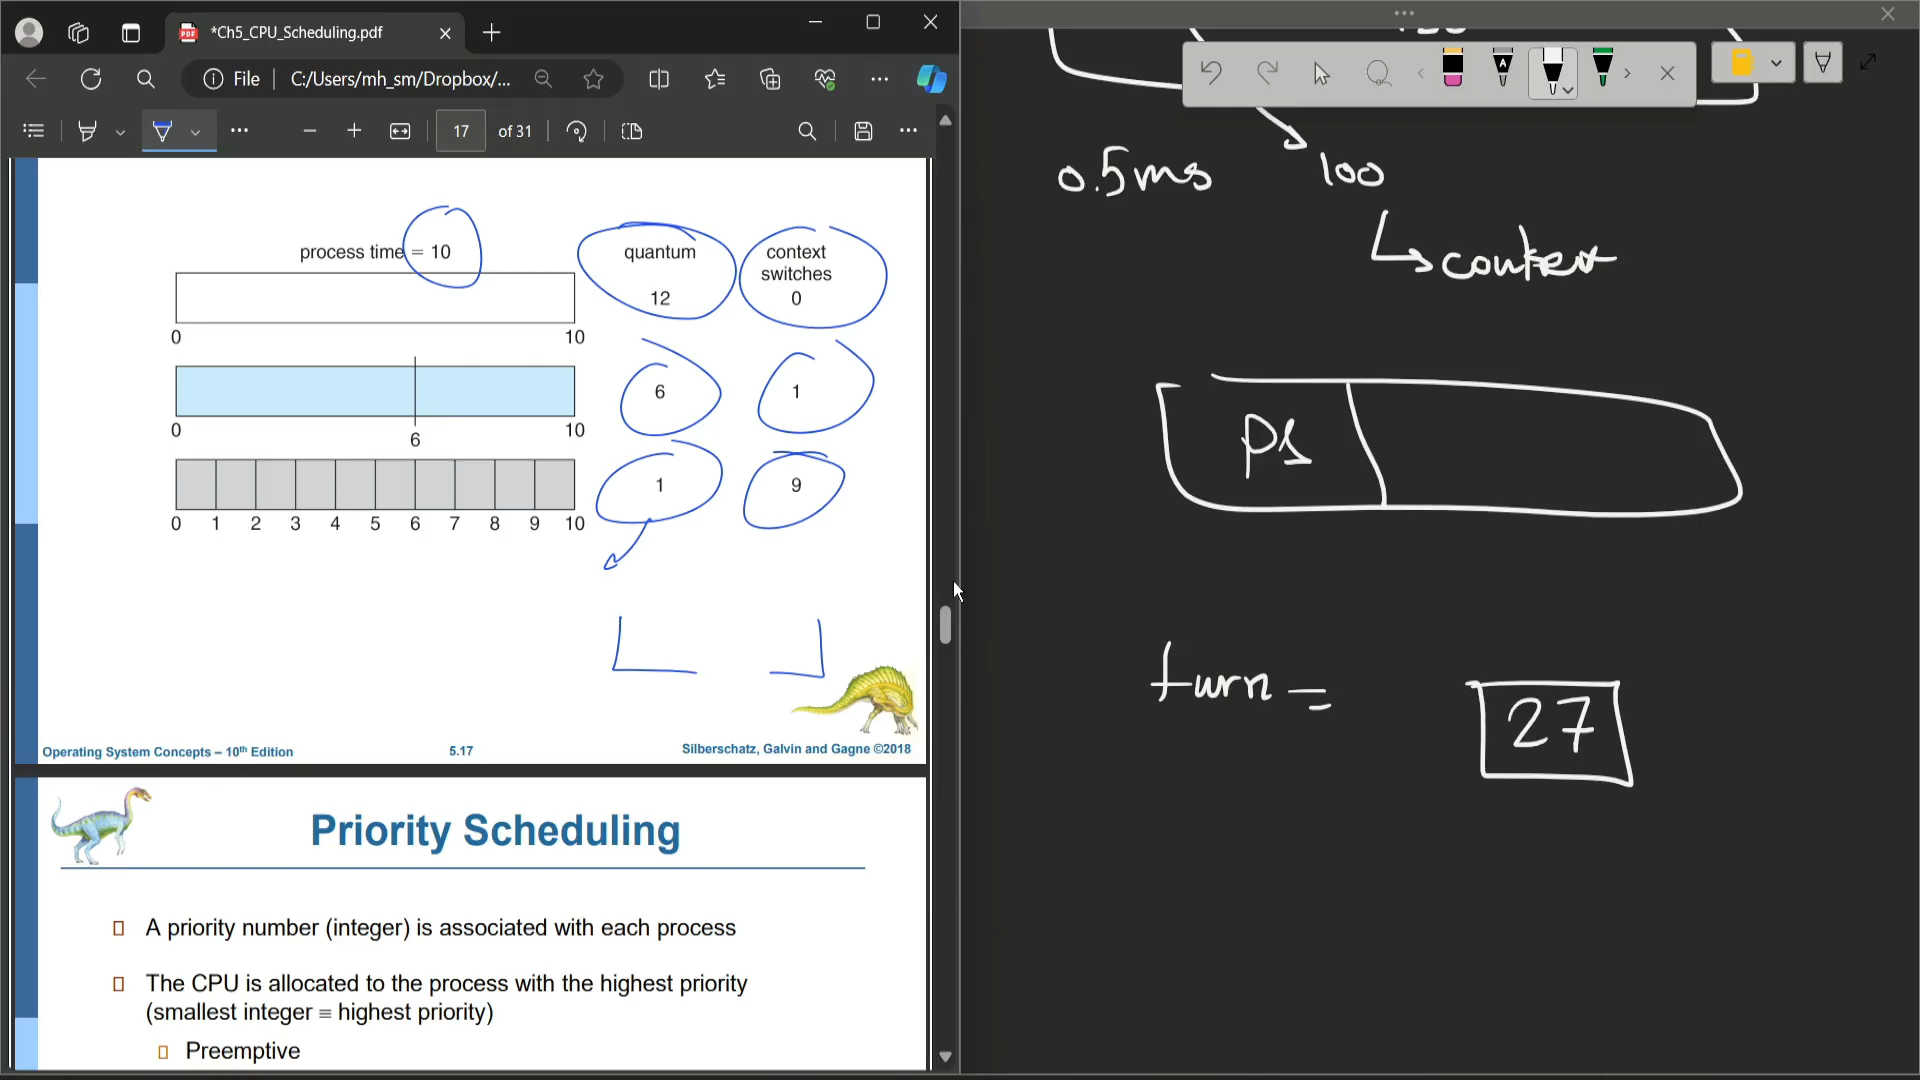 *Ch5_CPU_Scheduling.pdf
File
C:/Users/mh_sm/Dropbox/...
17 of 31
process time = 10
quantum
context
switches
12
0
0
10
6
1
0
6
10
1
9
0 1 2 3 4 5 6 7 8 9 10
Operating System Concepts – 10th Edition
5.17
Silberschatz, Galvin and Gagne ©2018
Priority Scheduling
A priority number (integer) is associated with each process
The CPU is allocated to the process with the highest priority
(smallest integer ≡ highest priority)
Preemptive
0.5ms
100
context
P1
turn =
27